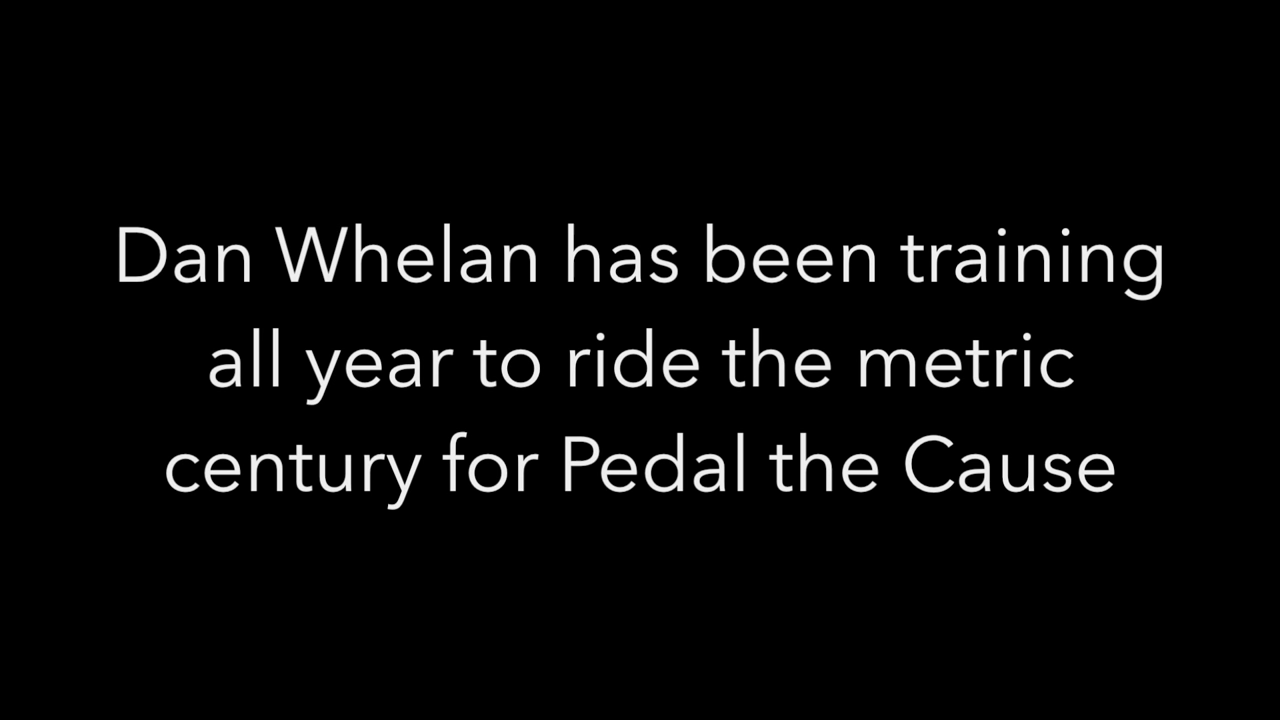 Dan Whelan has been training
all year to ride the metric
century for Pedal the Cause